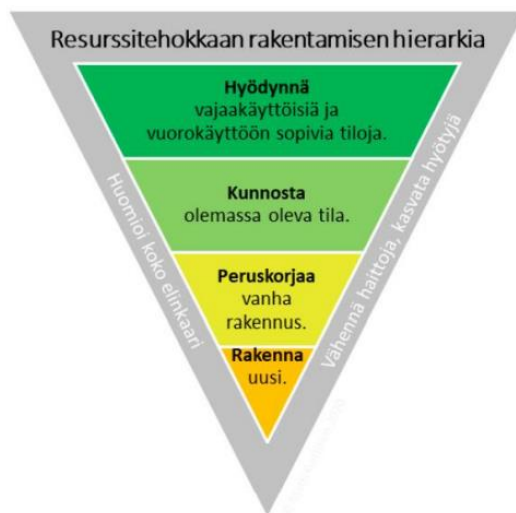 Resurssitehokkaan rakentamisen hierarkia
Hyödynnä
vajaakäyttöisiä ja
vuorokäyttöön sopivia tiloja.
Kunnosta
olemassa oleva tila.
Peruskorjaa
vanha
rakennus.
Rakenna
uusi.
Huomioi koko elinkaari
Vähennä haittoja, kasvata hyötyjä